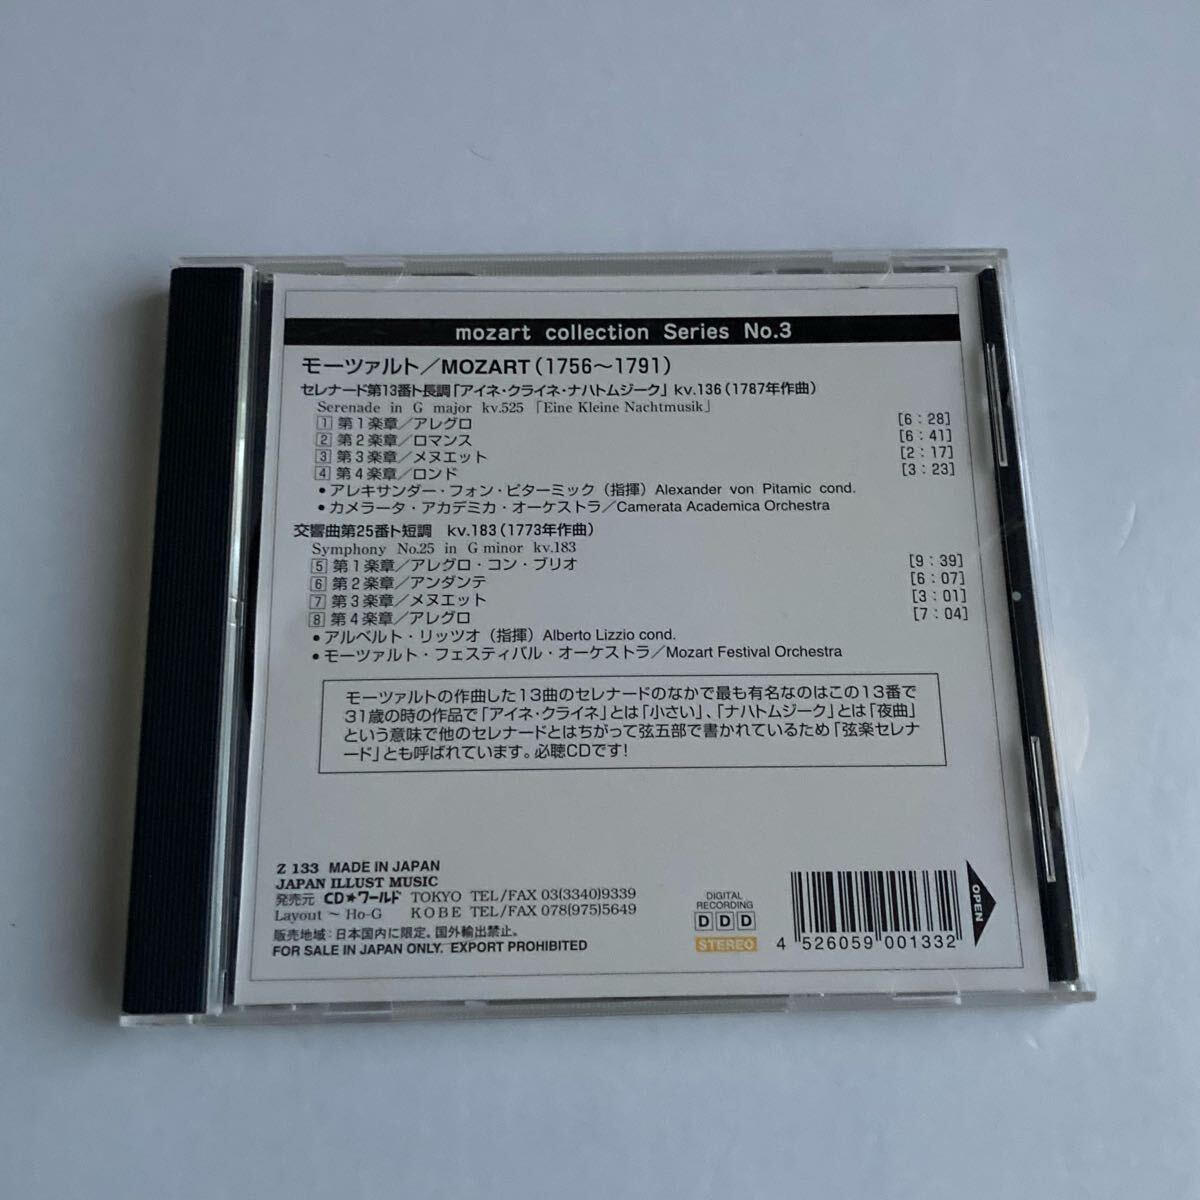 mozart collection Series No.3
モーツァルト／MOZART(1756〜1791)
セレナード第13番ト長調「アイネ・クライネ・ナハトムジーク」 kv.136(1787年作曲)
Serenade in G major kv.525 「Eine Kleine Nachtmusik」
1 第1楽章／アレグロ [6:28]
2 第2楽章／ロマンス [6:41]
3 第3楽章／メヌエット [2:17]
4 第4楽章／ロンド [3:23]
●アレキサンダー・フォン・ピターミック（指揮）Alexander von Pitamic cond.
●カメラータ・アカデミカ・オーケストラ／Camerata Academica Orchestra
交響曲第25番ト短調 kv.183(1773年作曲)
Symphony No.25 in G minor kv.183
5 第1楽章／アレグロ・コン・ブリオ [9:39]
6 第2楽章／アンダンテ [6:07]
7 第3楽章／メヌエット [3:01]
8 第4楽章／アレグロ [7:04]
●アルベルト・リッツオ（指揮）Alberto Lizzio cond.
●モーツァルト・フェスティバル・オーケストラ／Mozart Festival Orchestra
モーツァルトの作曲した13曲のセレナードのなかで最も有名なのはこの13番で
31歳の時の作品で「アイネ・クライネ」とは「小さい」、「ナハトムジーク」とは「夜曲」
という意味で他のセレナードとはちがって弦五部で書かれているため「弦楽セレナ
ード」とも呼ばれています。必聴CDです!
Z 133 MADE IN JAPAN
JAPAN ILLUST MUSIC
発売元 CD★ワールド TOKYO TEL/FAX 03(3340)9339
Layout 〜 Ho-G KOBE TEL/FAX 078(975)5649
販売地域：日本国内に限定。国外輸出禁止。
FOR SALE IN JAPAN ONLY. EXPORT PROHIBITED
DIGITAL
RECORDING
D D D
STEREO
4 526059 001332
OPEN